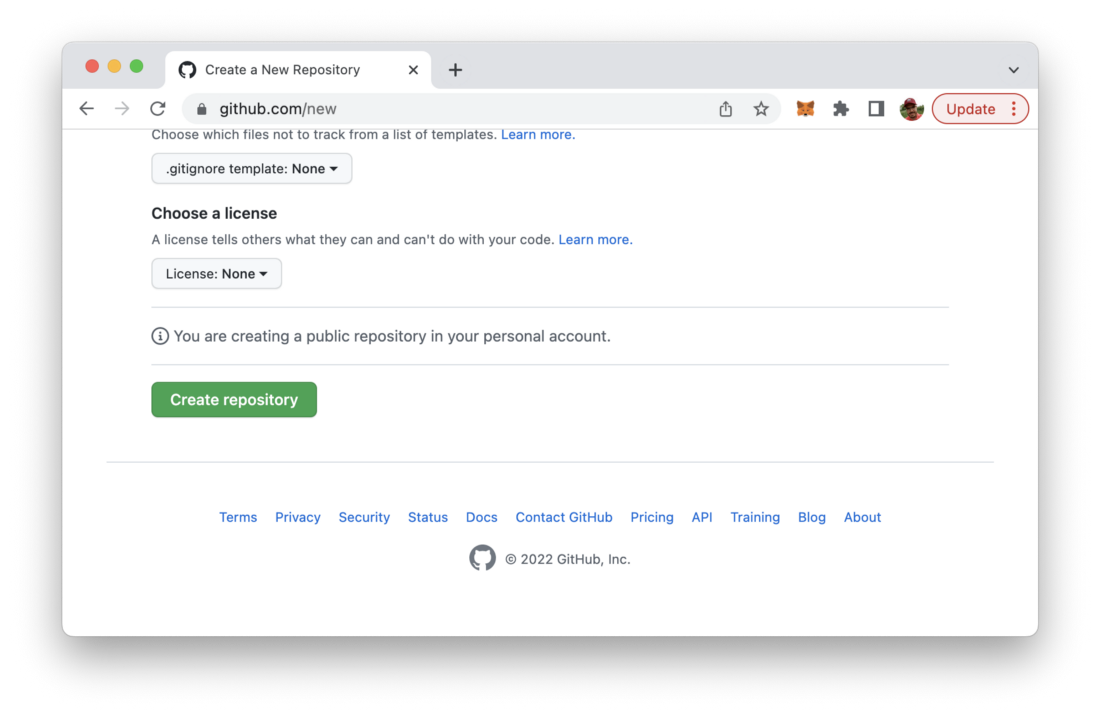 Create a New Repository
github.com/new
Update
Choose which files not to track from a list of templates. Learn more.
.gitignore template: None
Choose a license
A license tells others what they can and can't do with your code. Learn more.
License: None
You are creating a public repository in your personal account.
Create repository
Terms Privacy Security Status Docs Contact GitHub Pricing API Training Blog About
© 2022 GitHub, Inc.